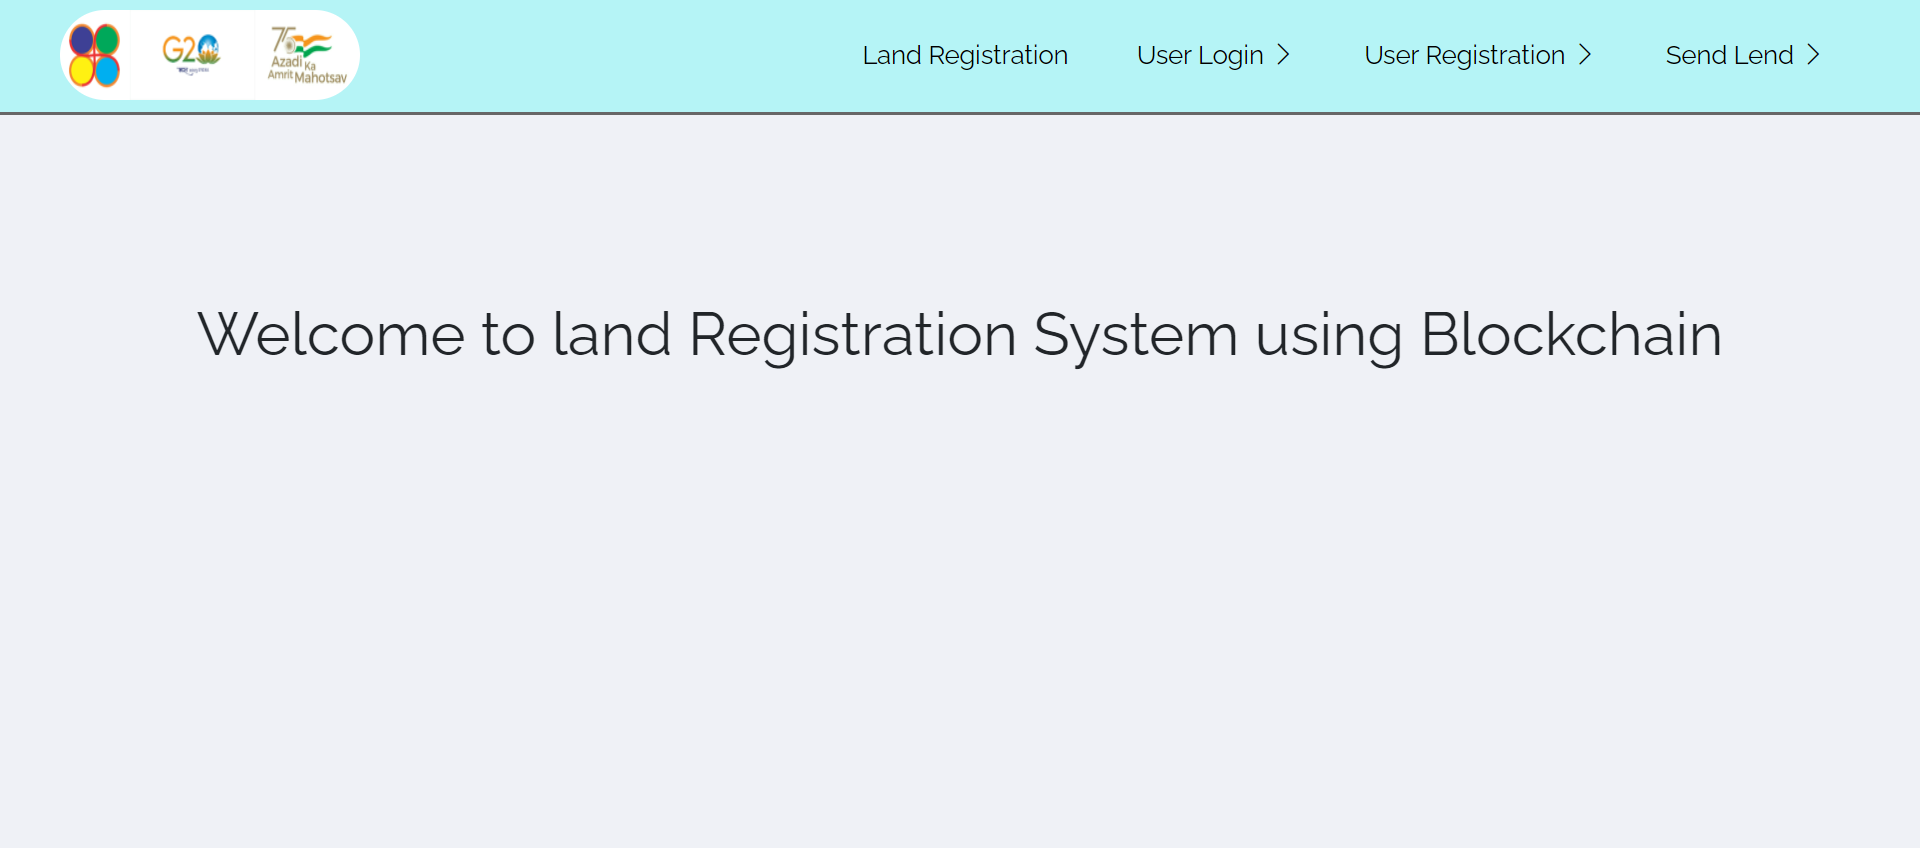 G20
75
Azadi
Ka
Amrit Mahotsav
Land Registration
User Login
User Registration
Send Lend
Welcome to land Registration System using Blockchain